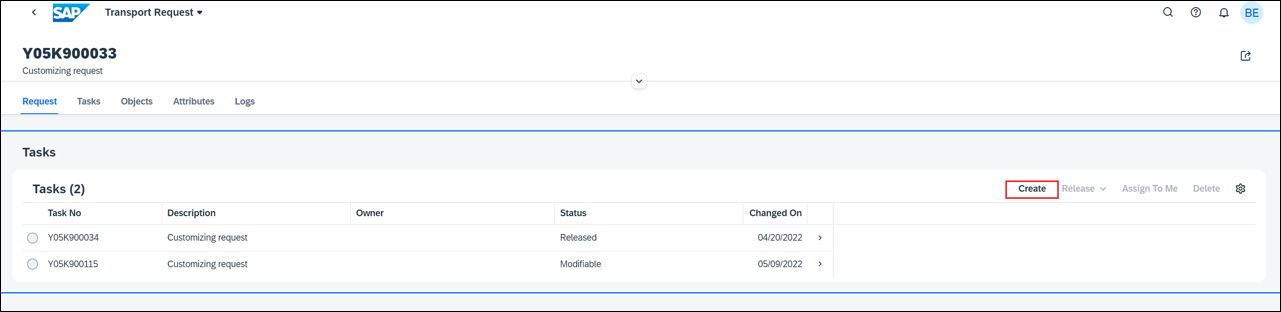 SAP Transport Request BE
Y05K900033
Customizing request
Request Tasks Objects Attributes Logs
Tasks
Tasks (2) Create Release Assign To Me Delete
Task No Description Owner Status Changed On
Y05K900034 Customizing request Released 04/20/2022
Y05K900115 Customizing request Modifiable 05/09/2022